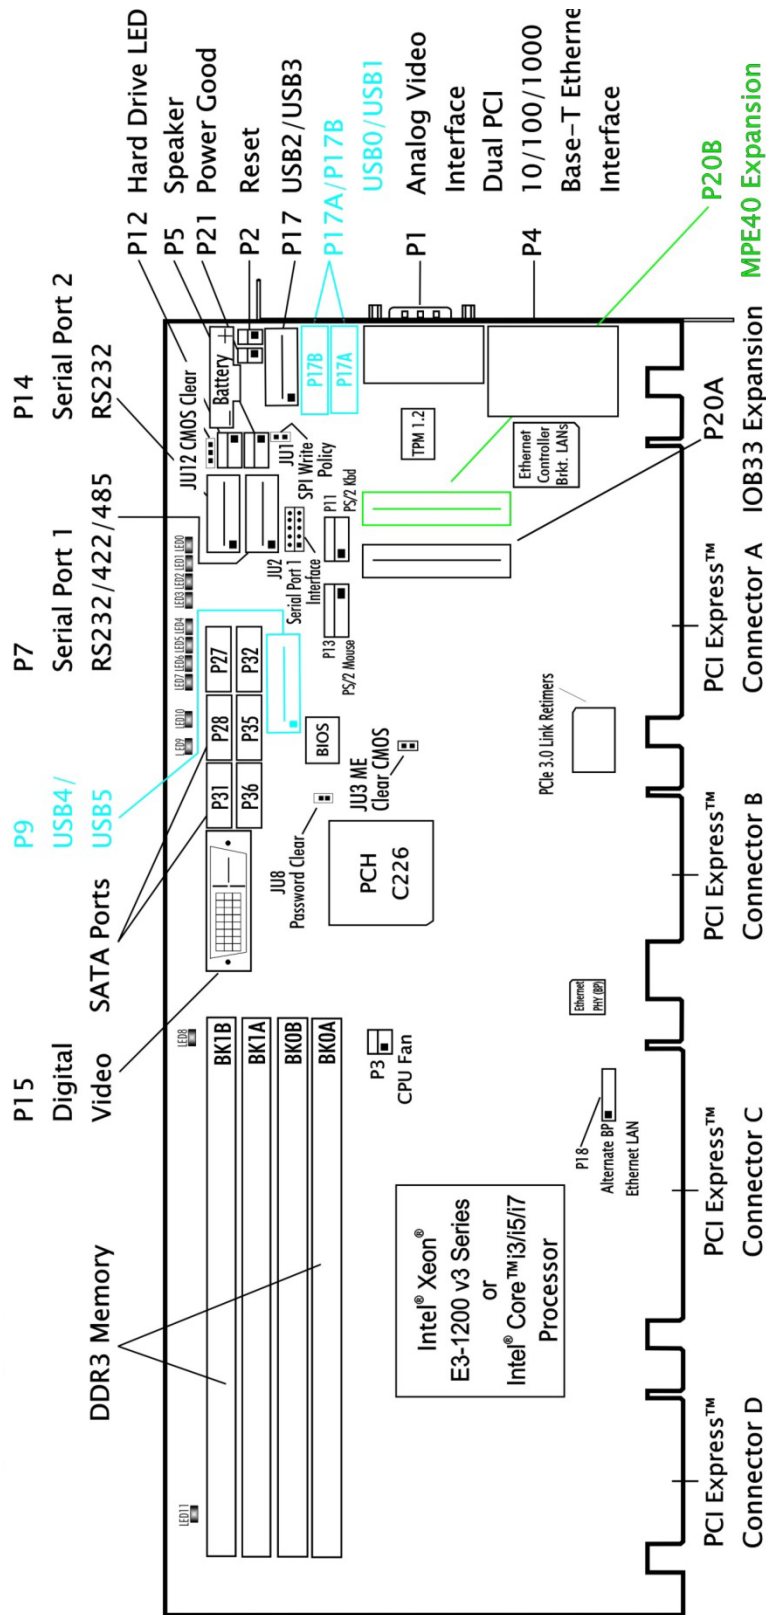 P12 Hard Drive LED
P5 Speaker
P21 Power Good
P2 Reset
P17 USB2/USB3
P17A/P17B
USB0/USB1
P1 Analog Video
Interface
Dual PCI
P4 10/100/1000
Base-T Etherne
Interface
P20B
MPE40 Expansion
P14
Serial Port 2
RS232
P7
Serial Port 1
RS232/422/485
P9
USB4/
USB5
SATA Ports
P15
Digital
Video
DDR3 Memory
LED11
LED8
LED9
LED10
LED7
LED6
LED5
LED4
LED3
LED2
LED1
LED0
JU12 CMOS Clear
Battery
+
P17B
P17A
JU1
SPI Write
Policy
JU2
Serial Port 1
Interface
P11
PS/2 Kbd
P13
PS/2 Mouse
TPM 1.2
Ethernet
Controller
Brkt. LANs
P27
P32
P28
P35
P31
P36
BIOS
JU3 ME
Clear CMOS
JU8
Password Clear
PCH
C226
PCIe 3.0 Link Retimers
Ethernet
PHY (BP)
BK1B
BK1A
BK0B
BK0A
P3
CPU Fan
P18
Alternate BP
Ethernet LAN
Intel® Xeon®
E3-1200 v3 Series
or
Intel® Core™i3/i5/i7
Processor
P20A
IOB33 Expansion
PCI Express™
Connector A
PCI Express™
Connector B
PCI Express™
Connector C
PCI Express™
Connector D